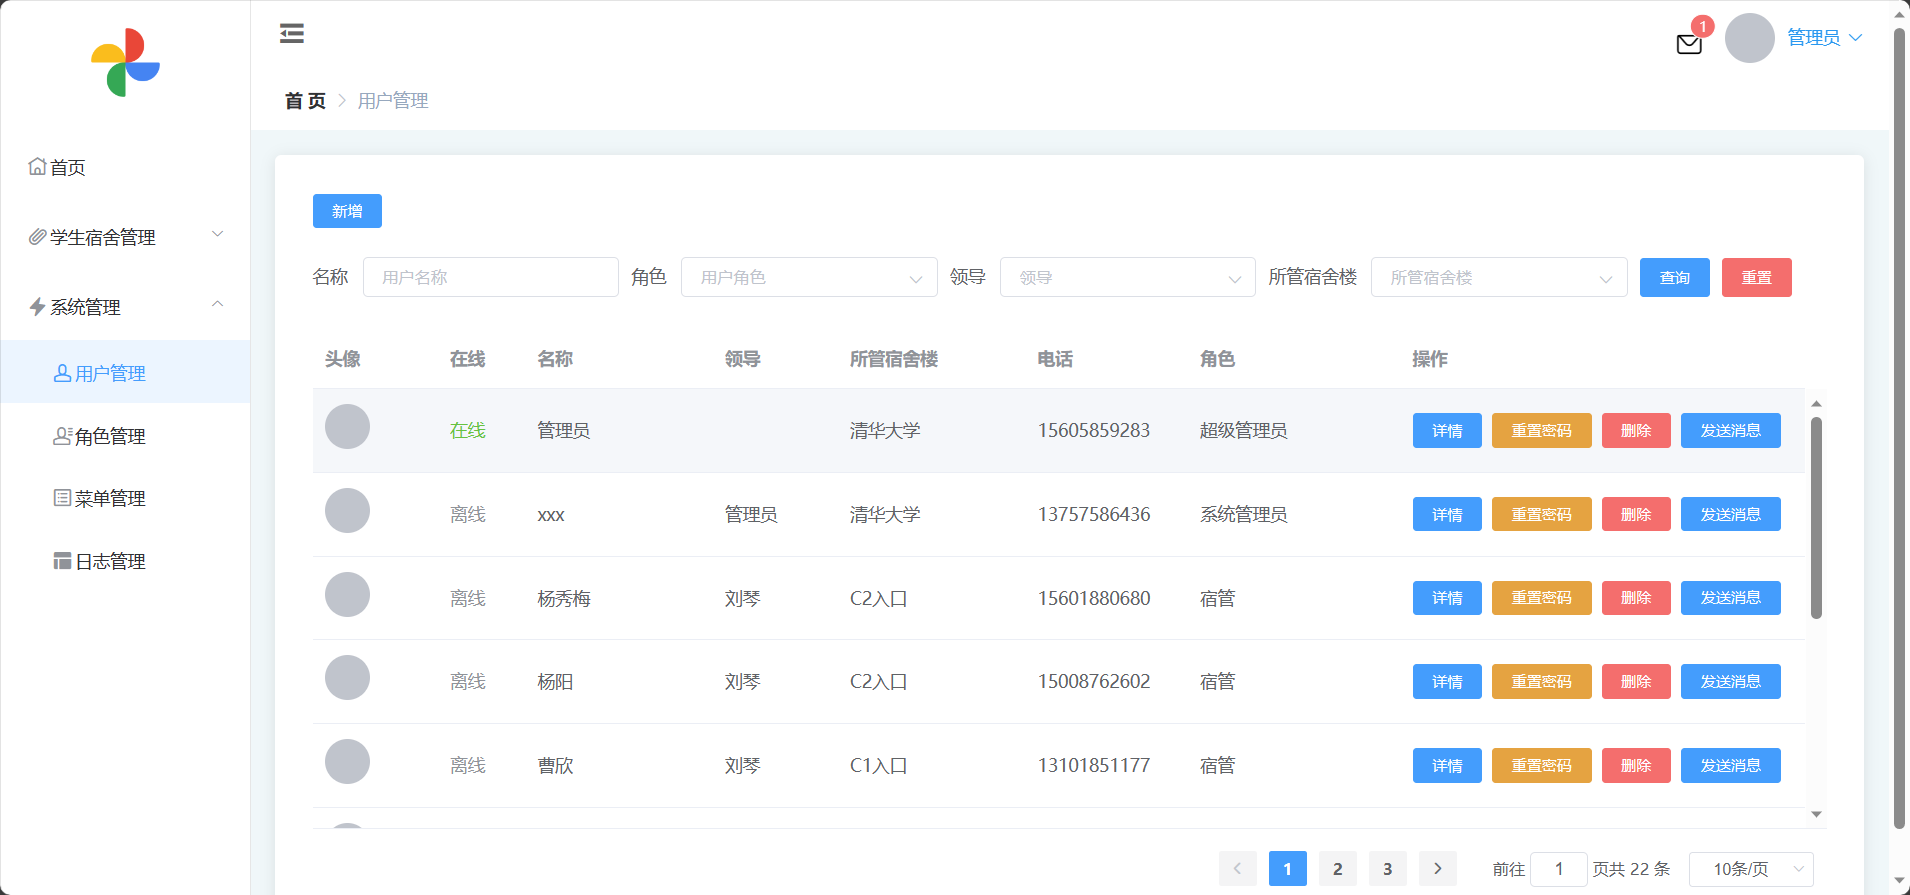 1
管理员
首 页 > 用户管理
首页
学生宿舍管理
系统管理
用户管理
角色管理
菜单管理
日志管理
新增
名称 用户名称 角色 用户角色 领导 领导 所管宿舍楼 所管宿舍楼 查询 重置
头像 在线 名称 领导 所管宿舍楼 电话 角色 操作
在线 管理员 清华大学 15605859283 超级管理员 详情 重置密码 删除 发送消息
离线 xxx 管理员 清华大学 13757586436 系统管理员 详情 重置密码 删除 发送消息
离线 杨秀梅 刘琴 C2入口 15601880680 宿管 详情 重置密码 删除 发送消息
离线 杨阳 刘琴 C2入口 15008762602 宿管 详情 重置密码 删除 发送消息
离线 曹欣 刘琴 C1入口 13101851177 宿管 详情 重置密码 删除 发送消息
< 1 2 3 > 前往 1 页共 22 条 10条/页